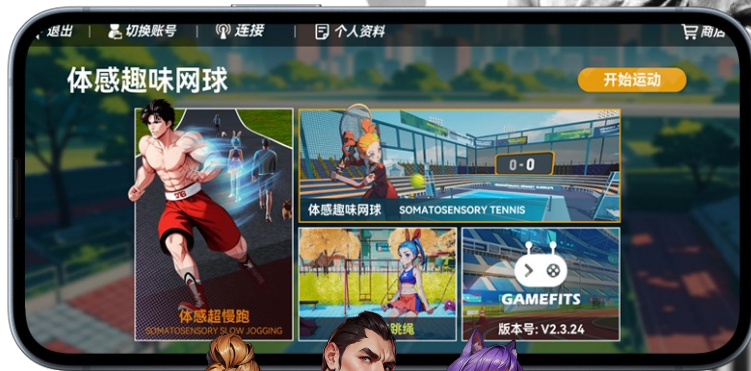 退出
切换账号
连接
个人资料
商店
体感趣味网球
开始运动
0-0
体感趣味网球 SOMATOSENSORY TENNIS
体感超慢跑
SOMATOSENSORY SLOW JOGGING
跳绳
GAMEFITS
版本号: V2.3.24